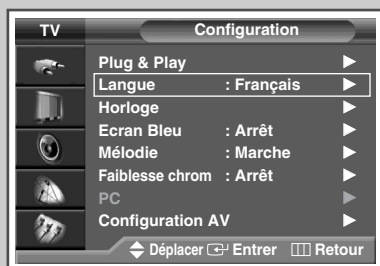 TV Configuration
Plug & Play
Langue : Français
Horloge
Ecran Bleu : Arrêt
Mélodie : Marche
Faiblesse chrom : Arrêt
PC
Configuration AV
Déplacer Entrer Retour